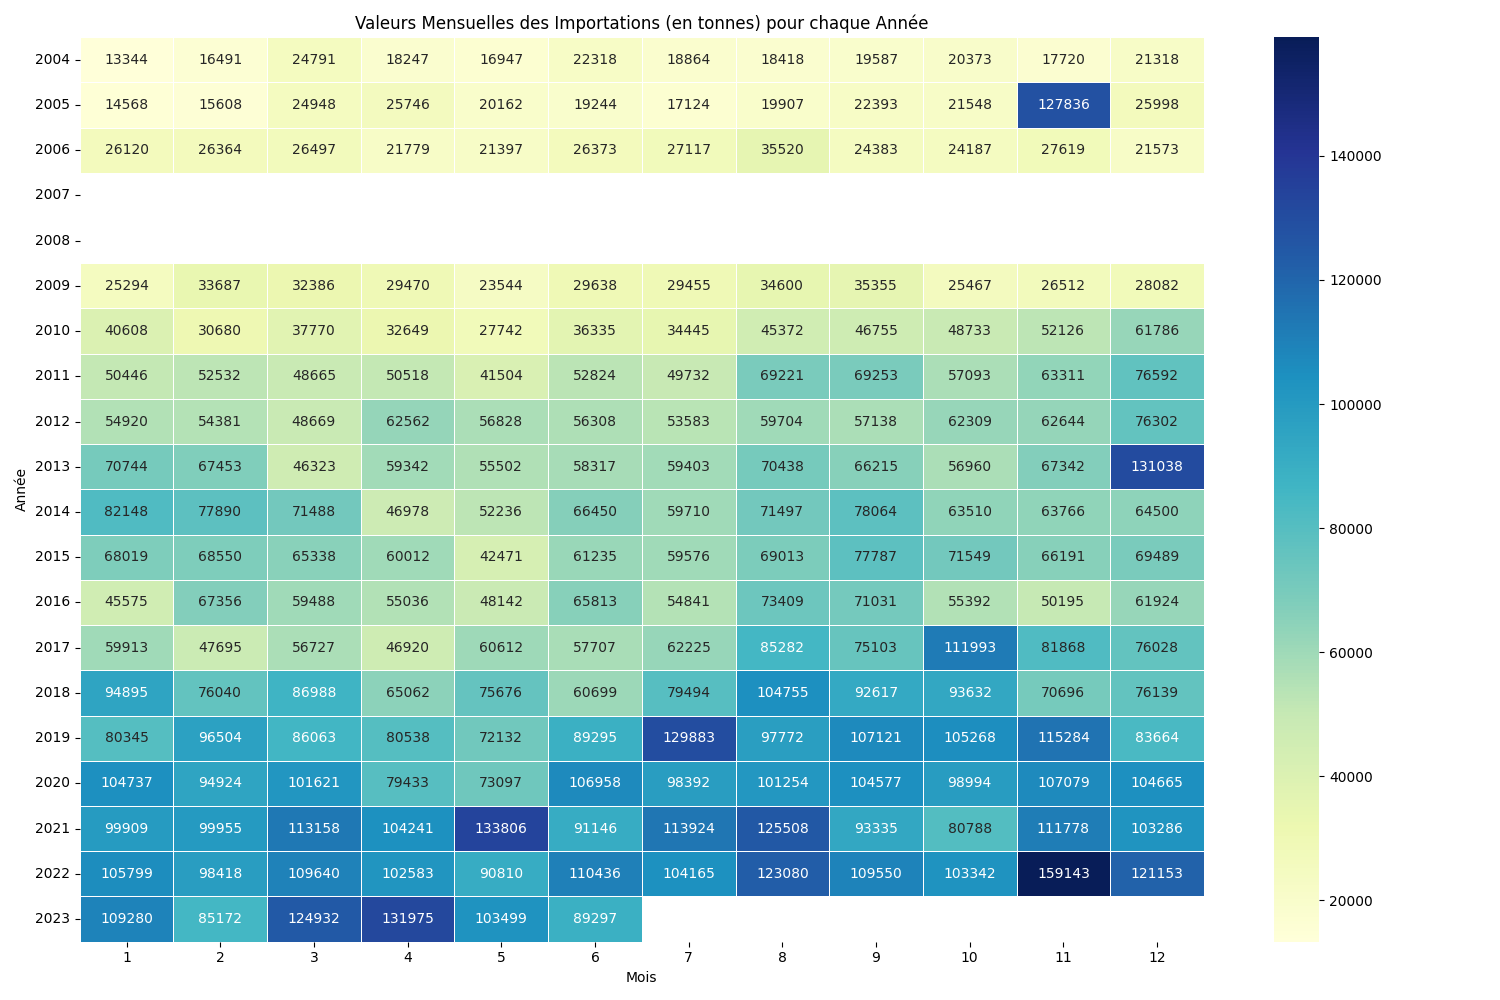 Valeurs Mensuelles des Importations (en tonnes) pour chaque Année
2004 13344 16491 24791 18247 16947 22318 18864 18418 19587 20373 17720 21318
2005 14568 15608 24948 25746 20162 19244 17124 19907 22393 21548 127836 25998
2006 26120 26364 26497 21779 21397 26373 27117 35520 24383 24187 27619 21573
2007
2008
2009 25294 33687 32386 29470 23544 29638 29455 34600 35355 25467 26512 28082
2010 40608 30680 37770 32649 27742 36335 34445 45372 46755 48733 52126 61786
2011 50446 52532 48665 50518 41504 52824 49732 69221 69253 57093 63311 76592
2012 54920 54381 48669 62562 56828 56308 53583 59704 57138 62309 62644 76302
2013 70744 67453 46323 59342 55502 58317 59403 70438 66215 56960 67342 131038
2014 82148 77890 71488 46978 52236 66450 59710 71497 78064 63510 63766 64500
2015 68019 68550 65338 60012 42471 61235 59576 69013 77787 71549 66191 69489
2016 45575 67356 59488 55036 48142 65813 54841 73409 71031 55392 50195 61924
2017 59913 47695 56727 46920 60612 57707 62225 85282 75103 111993 81868 76028
2018 94895 76040 86988 65062 75676 60699 79494 104755 92617 93632 70696 76139
2019 80345 96504 86063 80538 72132 89295 129883 97772 107121 105268 115284 83664
2020 104737 94924 101621 79433 73097 106958 98392 101254 104577 98994 107079 104665
2021 99909 99955 113158 104241 133806 91146 113924 125508 93335 80788 111778 103286
2022 105799 98418 109640 102583 90810 110436 104165 123080 109550 103342 159143 121153
2023 109280 85172 124932 131975 103499 89297
1 2 3 4 5 6 7 8 9 10 11 12
Mois
Année
140000
120000
100000
80000
60000
40000
20000